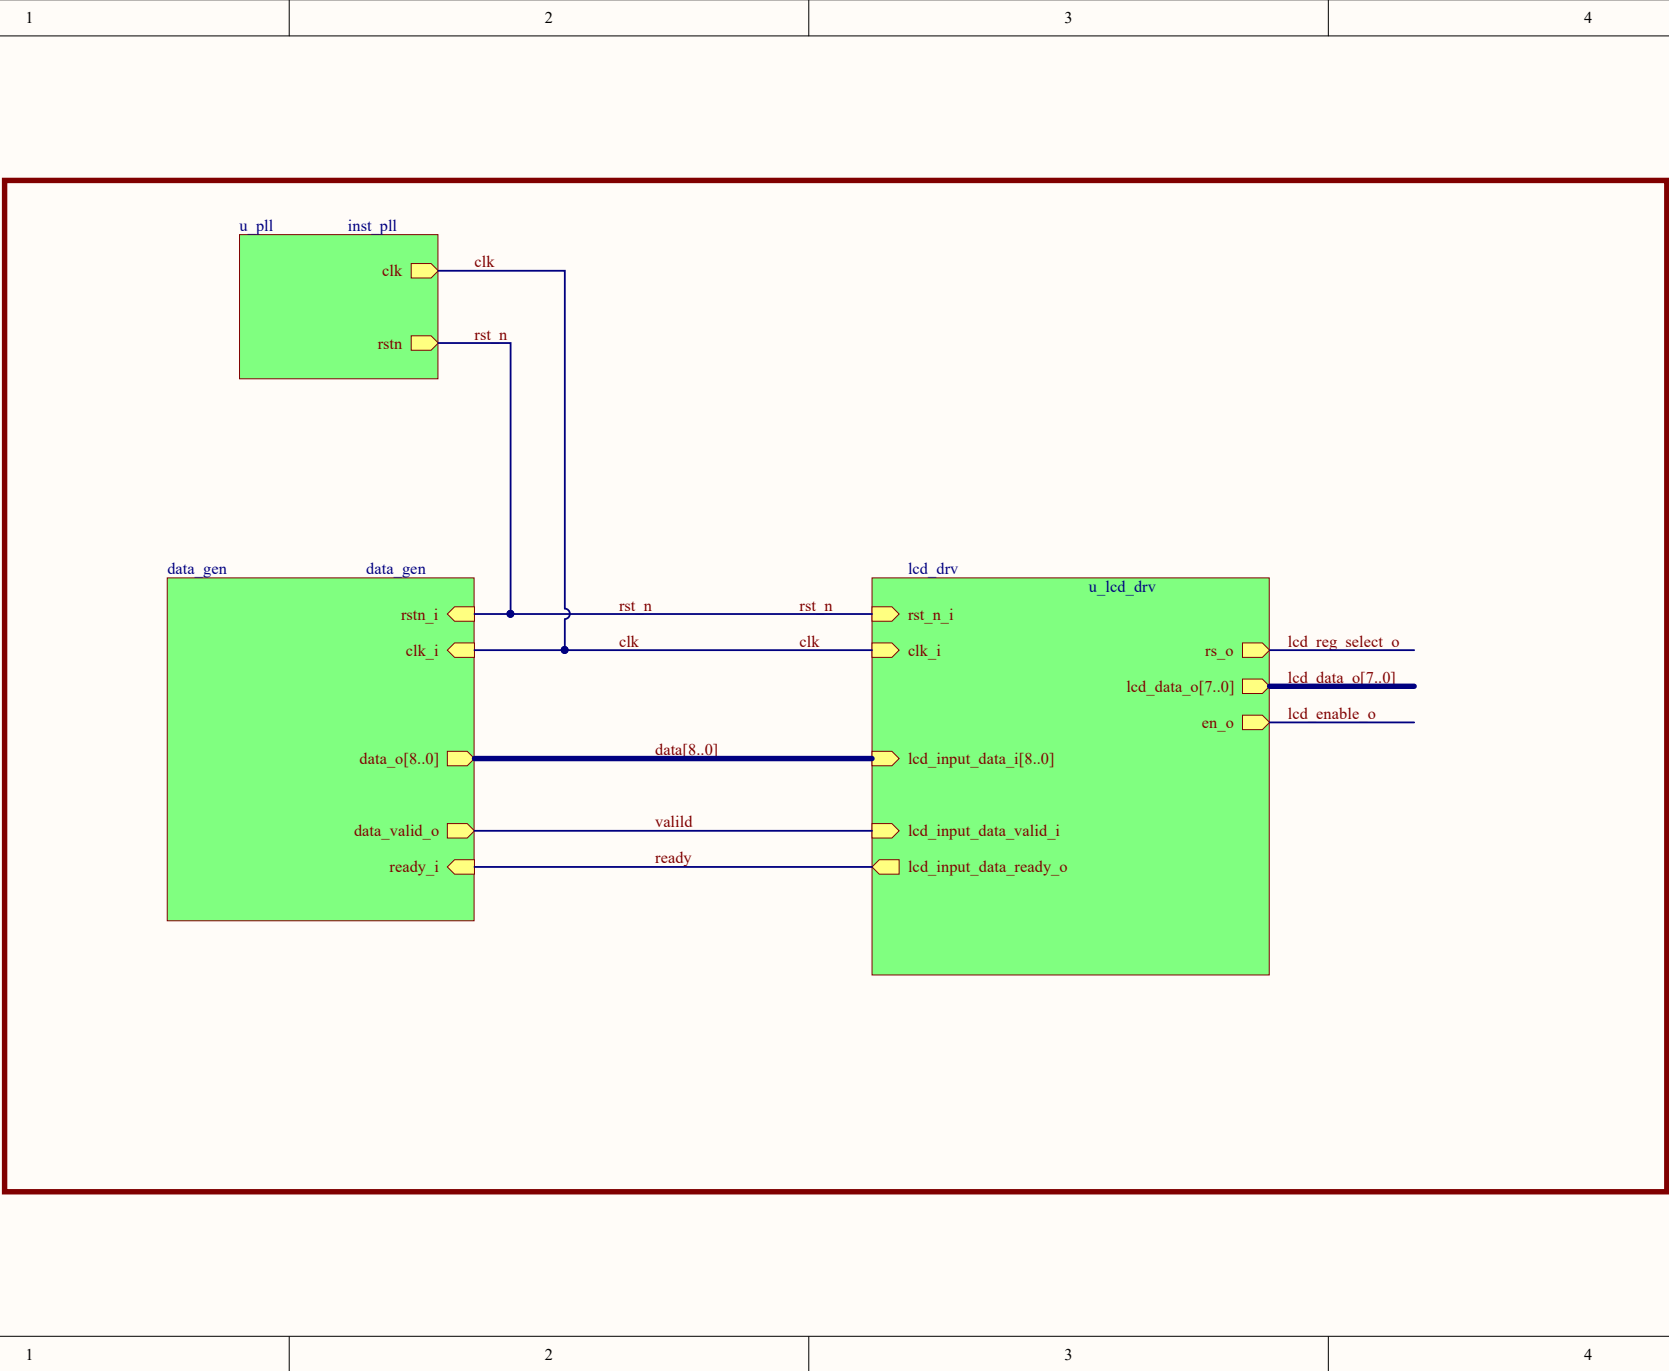 1 2 3 4
u_pll inst_pll
clk clk
rstn rst_n
data_gen data_gen lcd_drv
u_lcd_drv
rstn_i rst_n rst_n rst_n_i
clk_i clk clk clk_i
rs_o lcd_reg_select_o
lcd_data_o[7..0] lcd_data_o[7..0]
en_o lcd_enable_o
data_o[8..0] data[8..0] lcd_input_data_i[8..0]
data_valid_o valild lcd_input_data_valid_i
ready_i ready lcd_input_data_ready_o
1 2 3 4